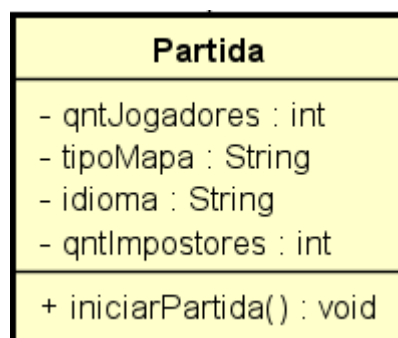 Partida
- qntJogadores : int
- tipoMapa : String
- idioma : String
- qntImpostores : int
+ iniciarPartida() : void